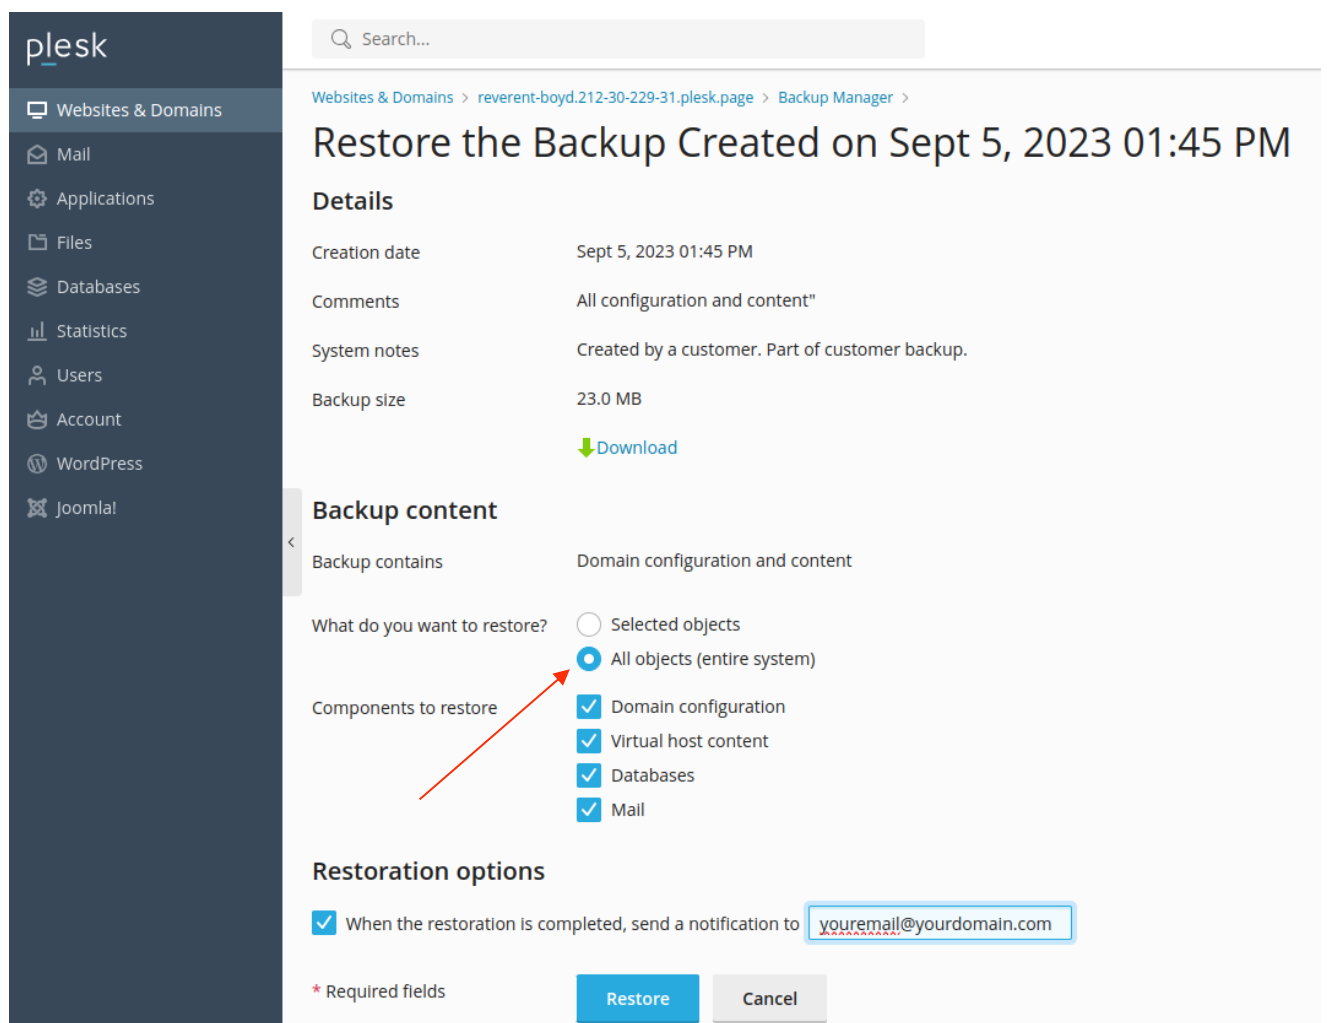 plesk
Search...
Websites & Domains
Mail
Applications
Files
Databases
Statistics
Users
Account
WordPress
Joomla!
Websites & Domains > reverent-boyd.212-30-229-31.plesk.page > Backup Manager >
Restore the Backup Created on Sept 5, 2023 01:45 PM
Details
Creation date Sept 5, 2023 01:45 PM
Comments All configuration and content"
System notes Created by a customer. Part of customer backup.
Backup size 23.0 MB
Download
Backup content
Backup contains Domain configuration and content
What do you want to restore? Selected objects
All objects (entire system)
Components to restore Domain configuration
Virtual host content
Databases
Mail
Restoration options
When the restoration is completed, send a notification to youremail@yourdomain.com
* Required fields Restore Cancel